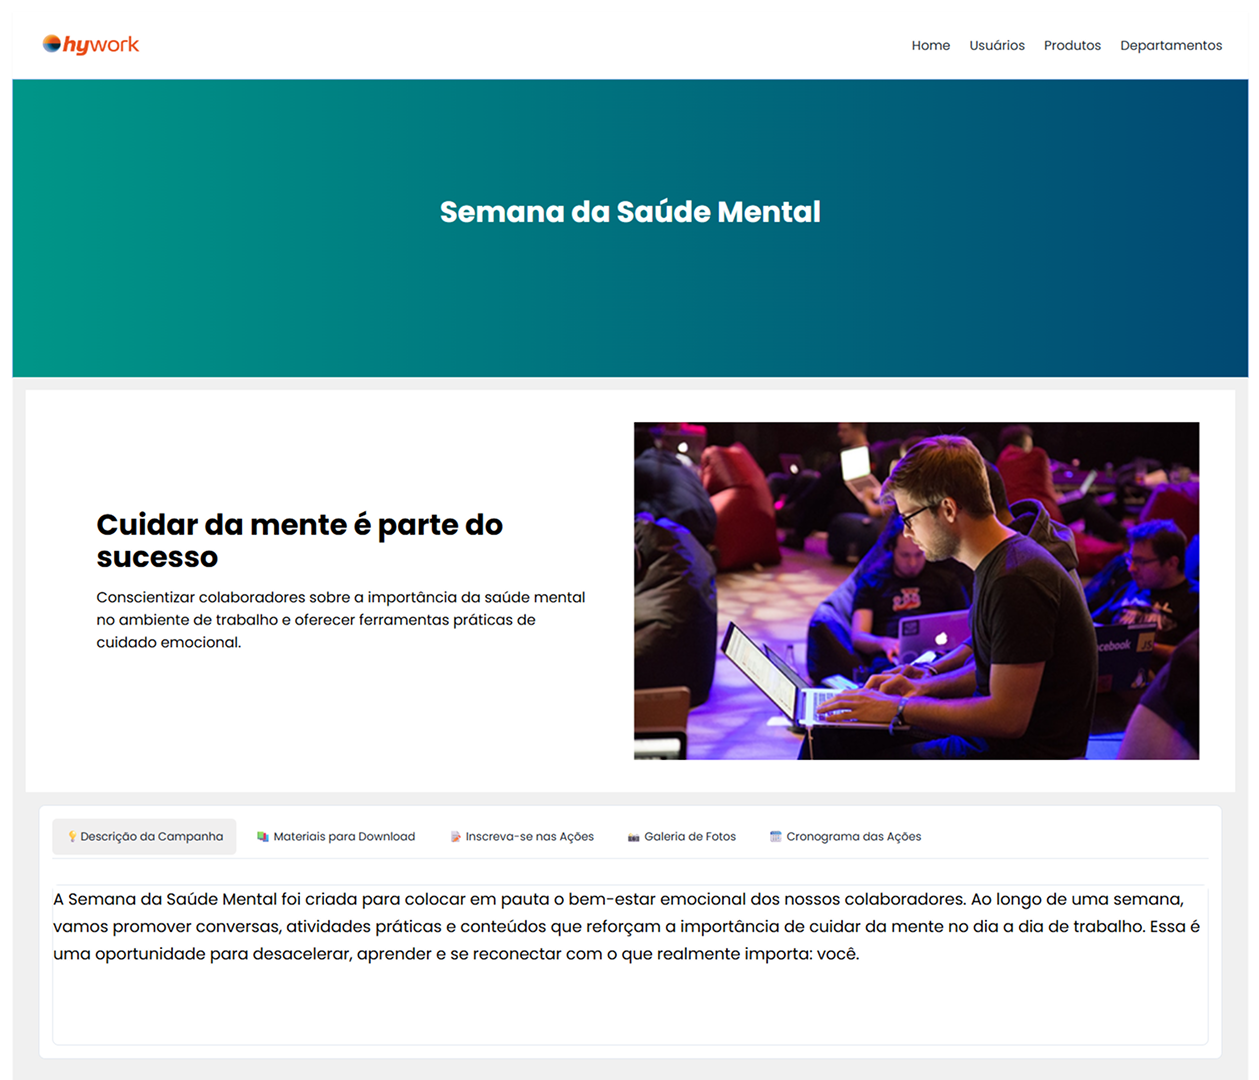 hywork
Home Usuários Produtos Departamentos
Semana da Saúde Mental
Cuidar da mente é parte do
sucesso
Conscientizar colaboradores sobre a importância da saúde mental
no ambiente de trabalho e oferecer ferramentas práticas de
cuidado emocional.
cebook JS
Descrição da Campanha Materiais para Download Inscreva-se nas Ações Galeria de Fotos Cronograma das Ações
A Semana da Saúde Mental foi criada para colocar em pauta o bem-estar emocional dos nossos colaboradores. Ao longo de uma semana,
vamos promover conversas, atividades práticas e conteúdos que reforçam a importância de cuidar da mente no dia a dia de trabalho. Essa é
uma oportunidade para desacelerar, aprender e se reconectar com o que realmente importa: você.